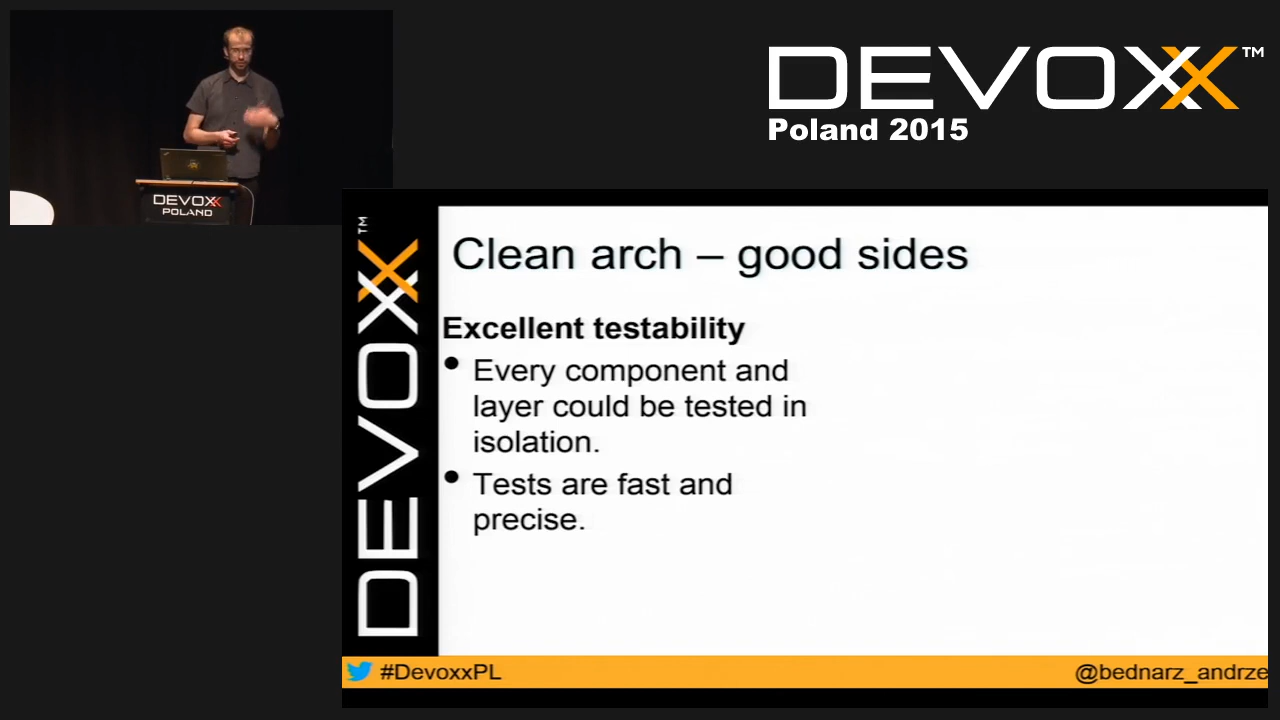 DEVOXX™
Poland 2015
DEVOXX
POLAND
DEVOXX™
Clean arch – good sides
Excellent testability
• Every component and
layer could be tested in
isolation.
• Tests are fast and
precise.
#DevoxxPL
@bednarz_andrze